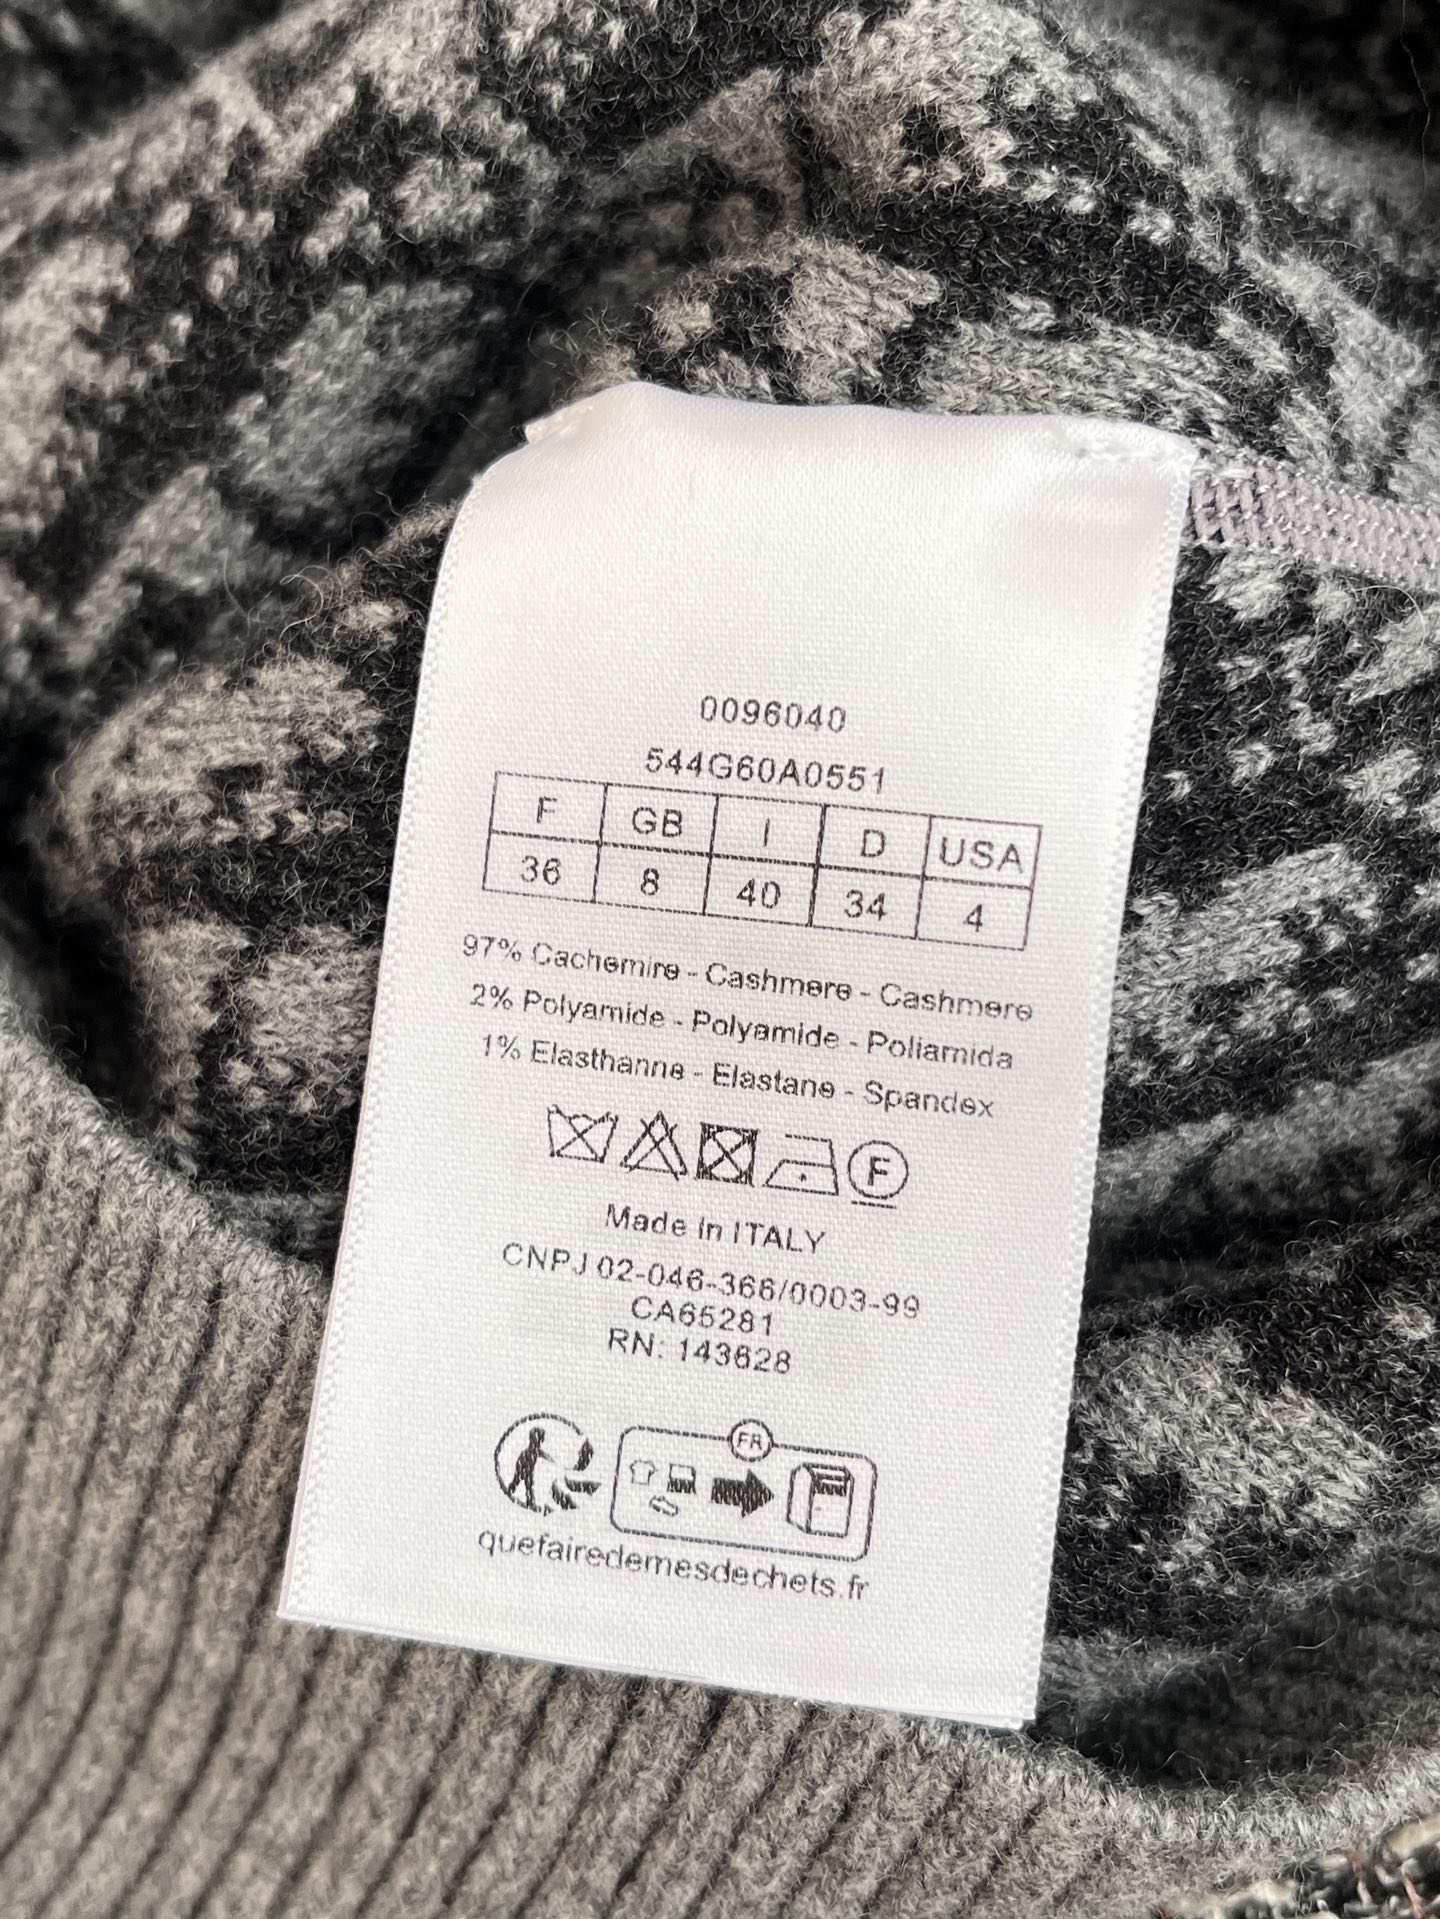 0096040
544G60A0551
F GB I D USA
36 8 40 34 4
97% Cachemire - Cashmere - Cashmere
2% Polyamide - Polyamide - Poliamida
1% Elasthanne - Elastane - Spandex
F
Made in ITALY
CNPJ 02-046-366/0003-99
CA65281
RN: 143628
FR
quefairedemesdechets.fr